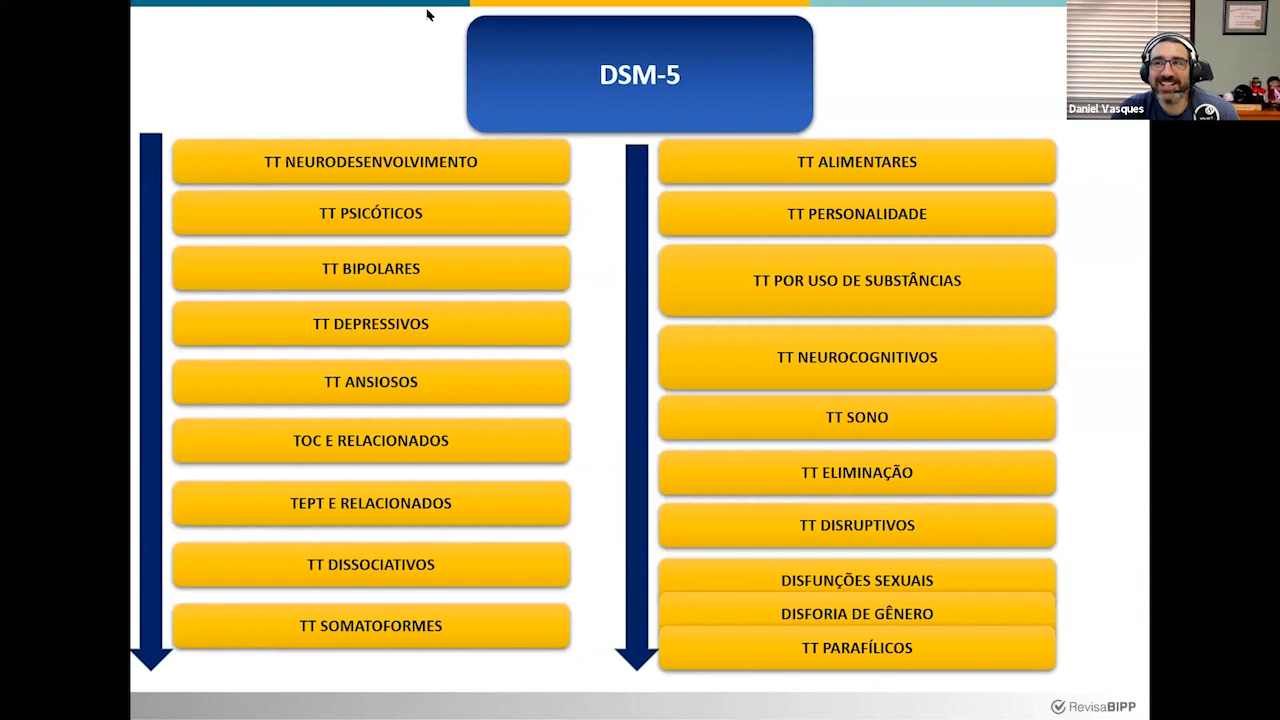 DSM-5
Daniel Vasques
TT NEURODESENVOLVIMENTO
TT PSICÓTICOS
TT BIPOLARES
TT DEPRESSIVOS
TT ANSIOSOS
TOC E RELACIONADOS
TEPT E RELACIONADOS
TT DISSOCIATIVOS
TT SOMATOFORMES
TT ALIMENTARES
TT PERSONALIDADE
TT POR USO DE SUBSTÂNCIAS
TT NEUROCOGNITIVOS
TT SONO
TT ELIMINAÇÃO
TT DISRUPTIVOS
DISFUNÇÕES SEXUAIS
DISFORIA DE GÊNERO
TT PARAFÍLICOS
RevisaBIPP